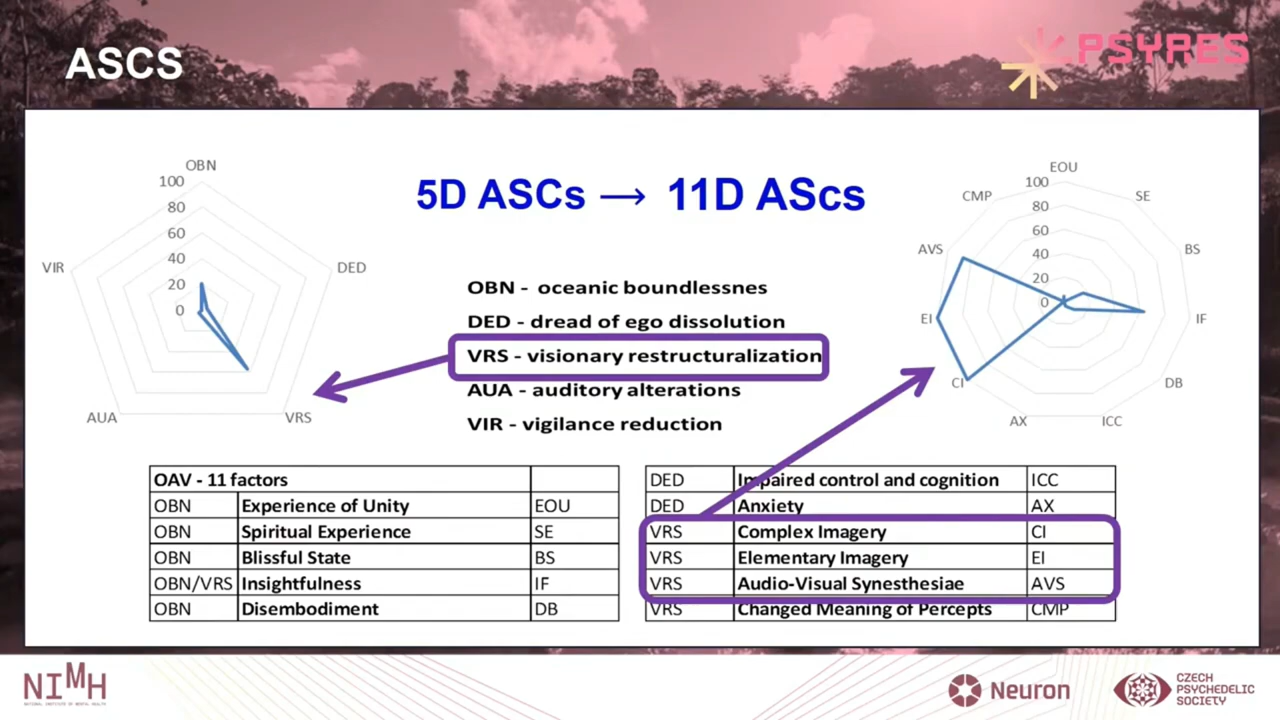 ASCS
PSYRES
5D ASCs → 11D AScs
OBN
100
80
60
40
20
0
VIR
DED
AUA
VRS
OBN - oceanic boundlessnes
DED - dread of ego dissolution
VRS - visionary restructuralization
AUA - auditory alterations
VIR - vigilance reduction
EOU
100
80
60
40
20
0
CMP
SE
AVS
BS
EI
IF
CI
DB
AX
ICC
OAV - 11 factors
OBN Experience of Unity EOU
OBN Spiritual Experience SE
OBN Blissful State BS
OBN/VRS Insightfulness IF
OBN Disembodiment DB
DED Impaired control and cognition ICC
DED Anxiety AX
VRS Complex Imagery CI
VRS Elementary Imagery EI
VRS Audio-Visual Synesthesiae AVS
VRS Changed Meaning of Percepts CMP
NIMH
NATIONAL INSTITUTE OF MENTAL HEALTH
Neuron
CZECH
PSYCHEDELIC
SOCIETY